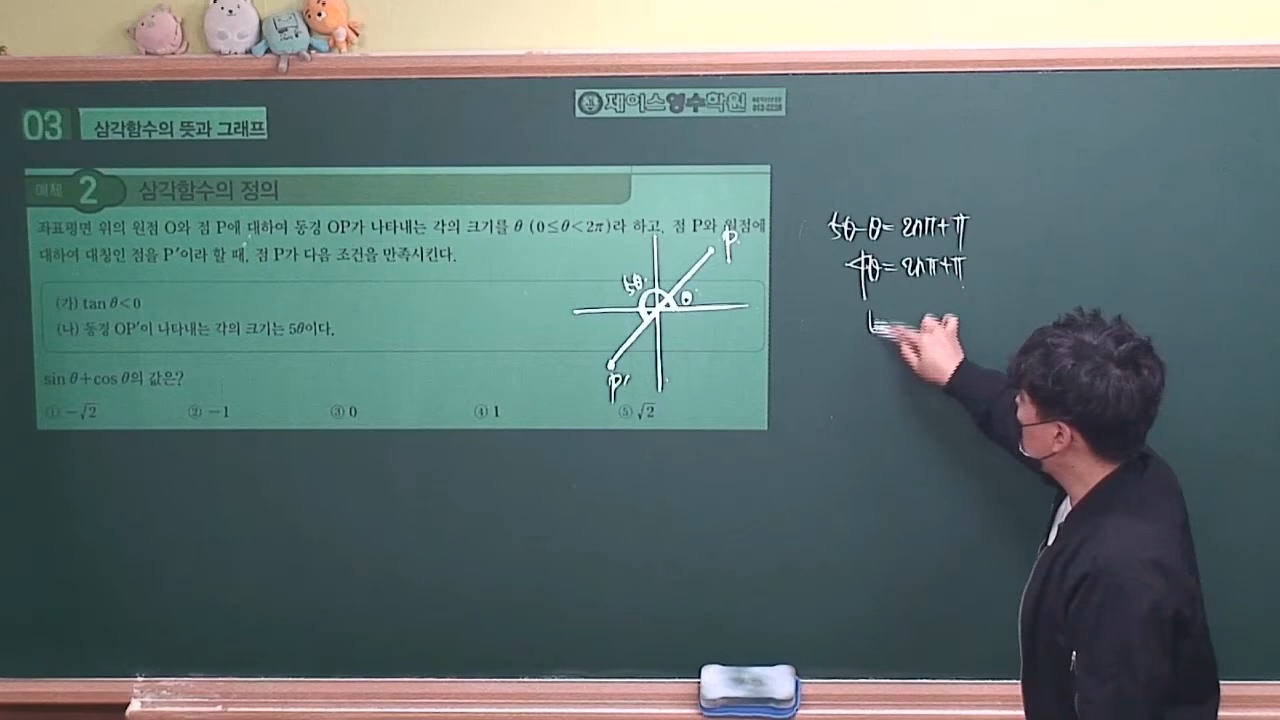 제이스영수학원
03 삼각함수의 뜻과 그래프
예제 2 삼각함수의 정의
좌표평면 위의 원점 O와 점 P에 대하여 동경 OP가 나타내는 각의 크기를 θ (0≤θ<2π)라 하고, 점 P와 원점에
대하여 대칭인 점을 P′이라 할 때, 점 P가 다음 조건을 만족시킨다.
(가) tan θ<0
(나) 동경 OP′이 나타내는 각의 크기는 5θ이다.
sin θ+cos θ의 값은?
① −√2 ② −1 ③ 0 ④ 1 ⑤ √2
P
5θ
θ
P′
5θ-θ = 2nπ+π
4θ = 2nπ+π